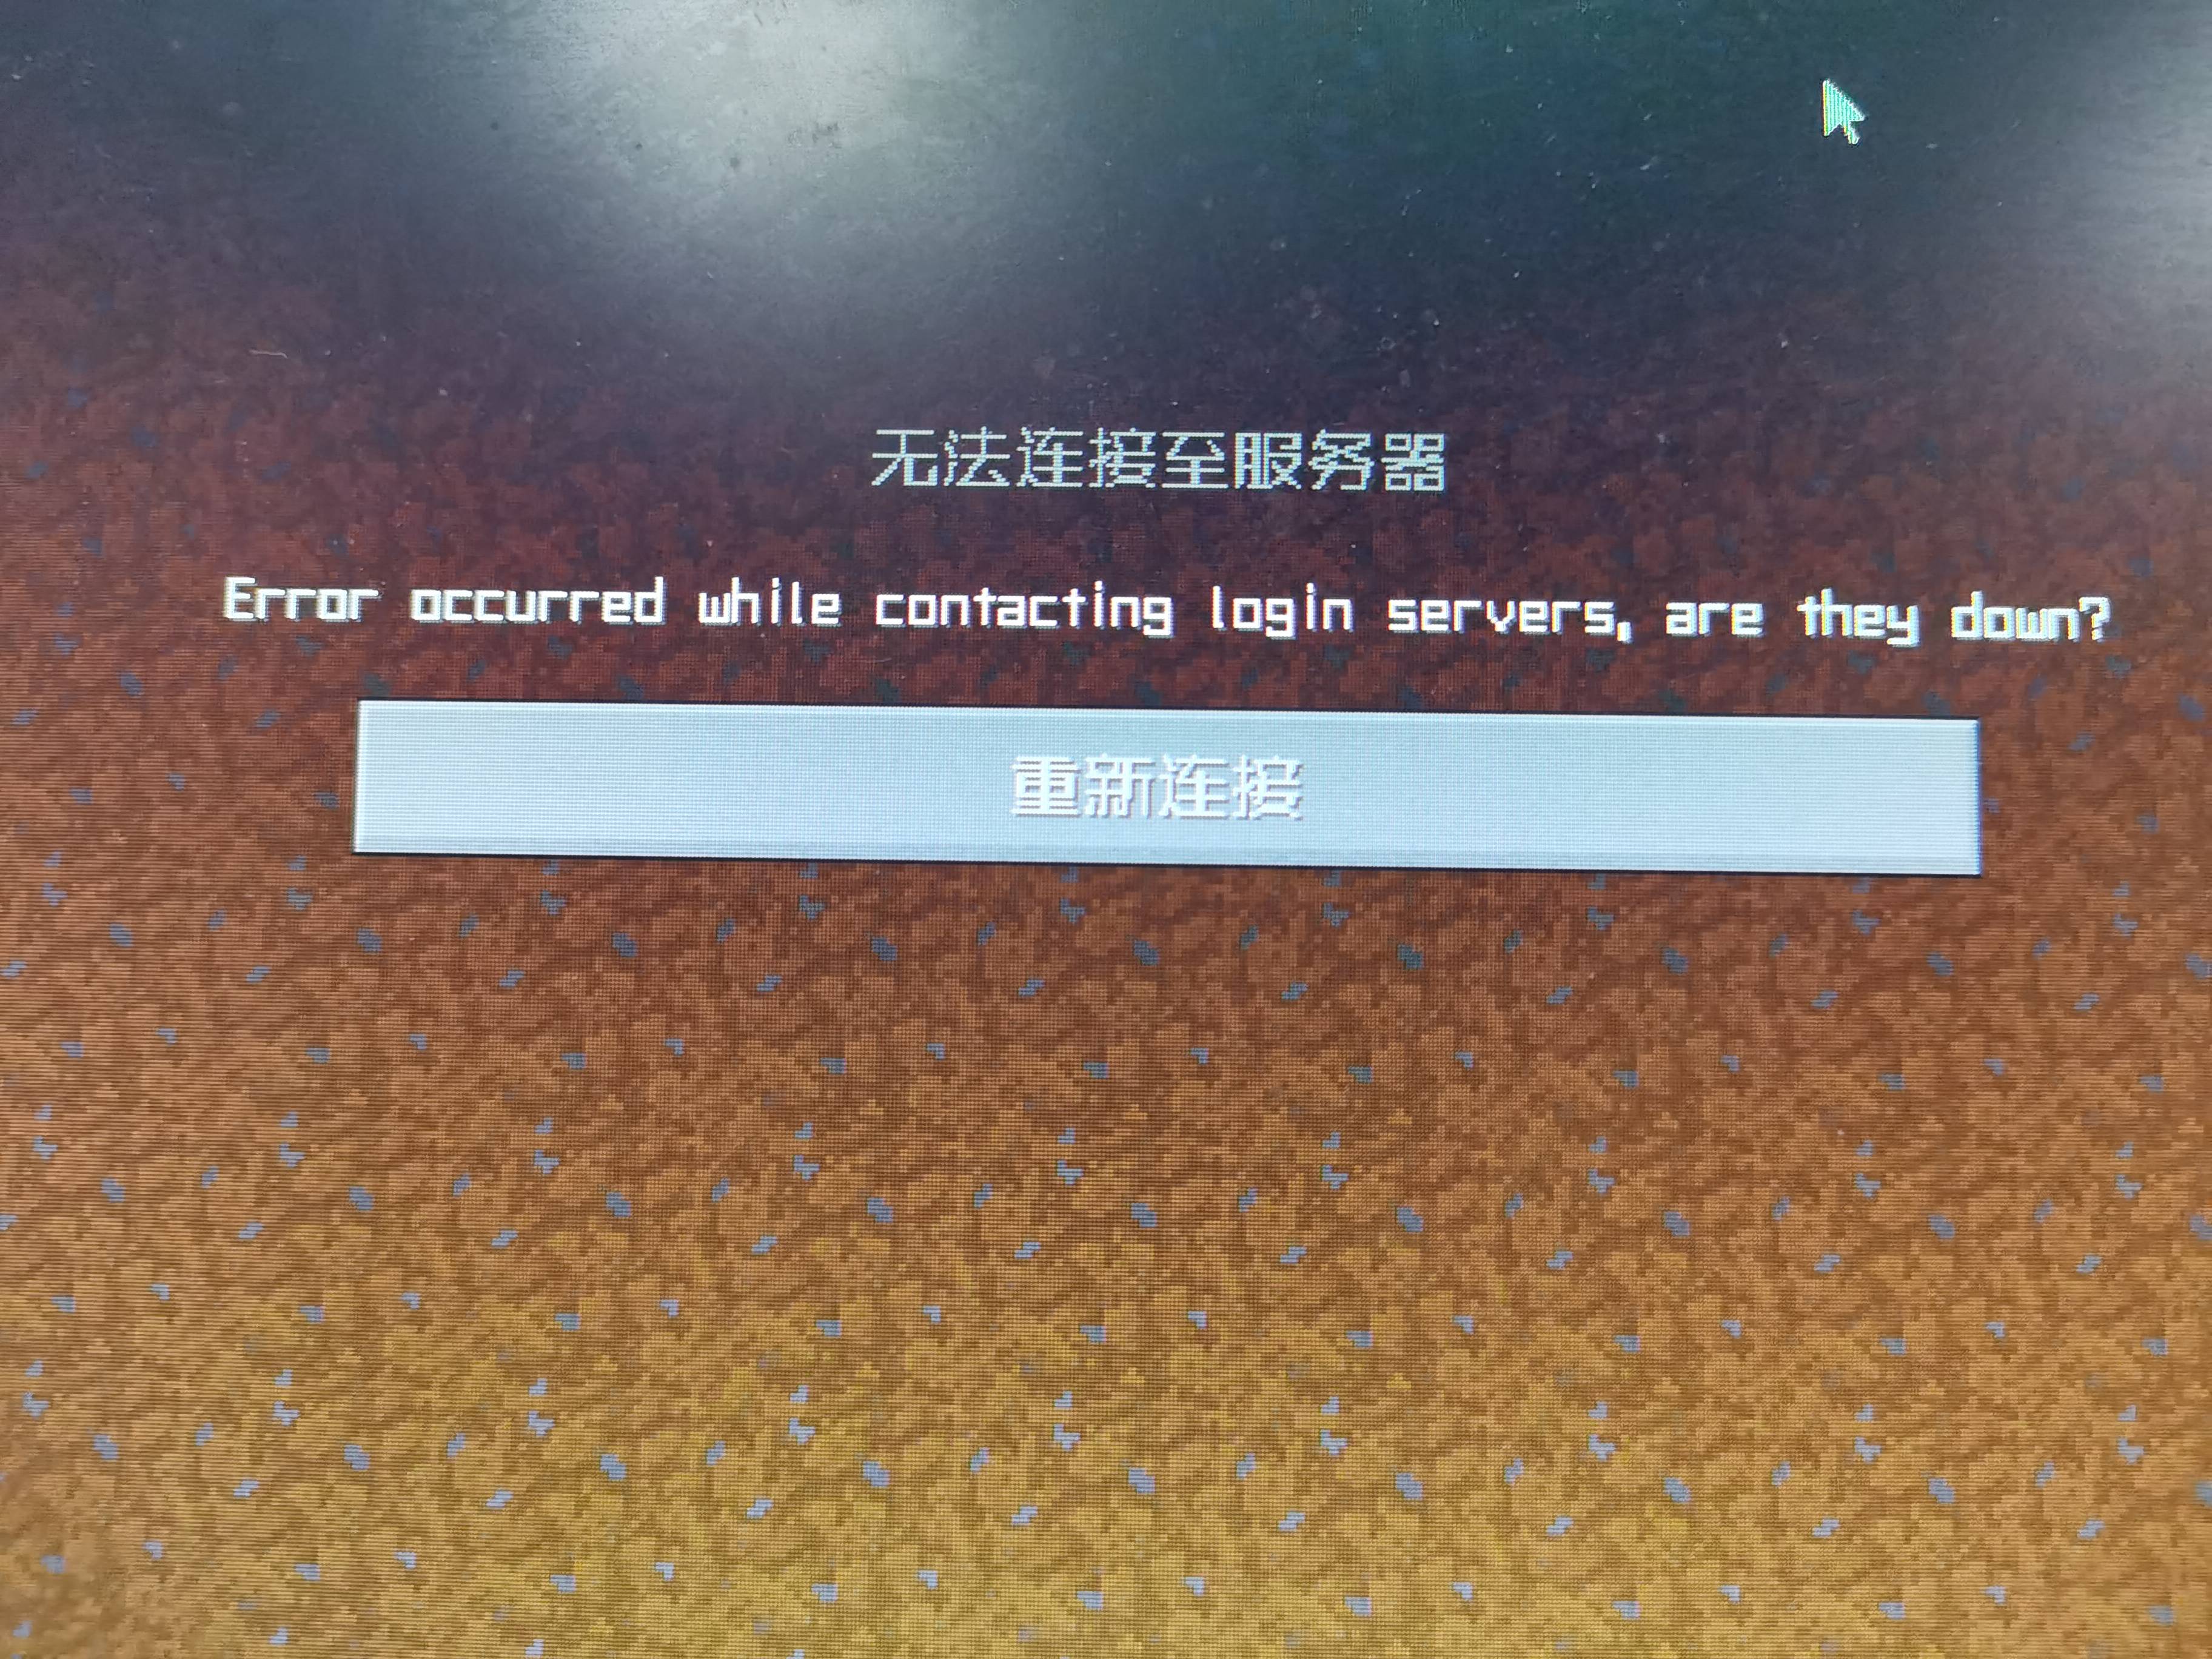 无法连接至服务器
Error occurred while contacting login servers, are they down?
重新连接